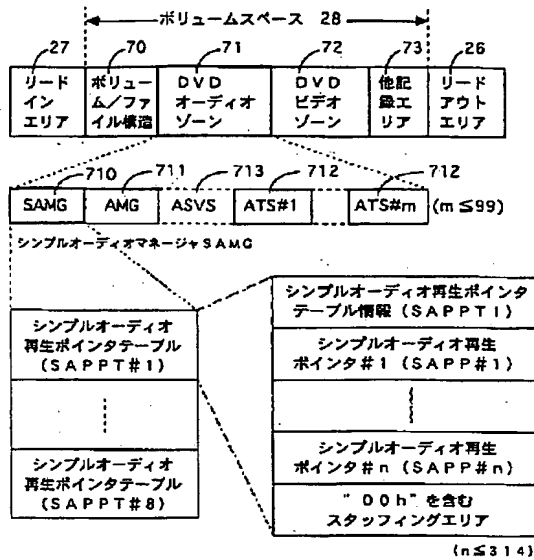 ボリュームスペース 28
27
70
71
72
73
26
リード
イン
エリア
ボリュー
ム/ファ
イル構造
DVD
オーディオ
ゾーン
DVD
ビデオ
ゾーン
他記
録エ
リア
リード
アウト
エリア
710
711
713
712
712
SAMG
AMG
ASVS
ATS#1
ATS#m
(m≦99)
シンプルオーディオマネージャSAMG
シンプルオーディオ
再生ポインタテーブル
(SAPPT#1)
シンプルオーディオ
再生ポインタテーブル
(SAPPT#8)
シンプルオーディオ再生ポインタ
テーブル情報(SAPPTI)
シンプルオーディオ再生
ポインタ#1(SAPP#1)
シンプルオーディオ再生
ポインタ#n(SAPP#n)
"00h"を含む
スタッフィングエリア
(n≦314)